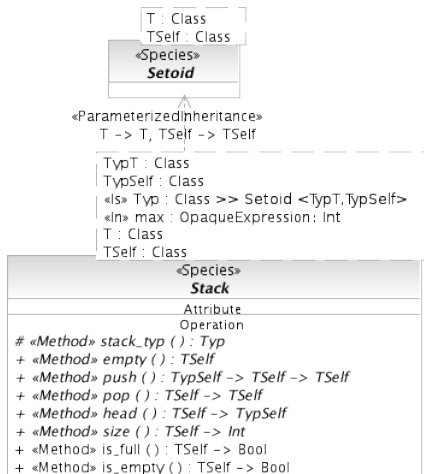 T : Class
TSelf : Class
«Species»
Setoid
«ParameterizedInheritance»
T -> T, TSelf -> TSelf
TypT : Class
TypSelf : Class
«Is» Typ : Class >> Setoid <TypT,TypSelf>
«In» max : OpaqueExpression: Int
T : Class
TSelf : Class
«Species»
Stack
Attribute
Operation
# «Method» stack_typ ( ) : Typ
+ «Method» empty ( ) : TSelf
+ «Method» push ( ) : TypSelf -> TSelf -> TSelf
+ «Method» pop ( ) : TSelf -> TSelf
+ «Method» head ( ) : TSelf -> TypSelf
+ «Method» size ( ) : TSelf -> Int
+ «Method» is_full ( ) : TSelf -> Bool
+ «Method» is_empty ( ) : TSelf -> Bool